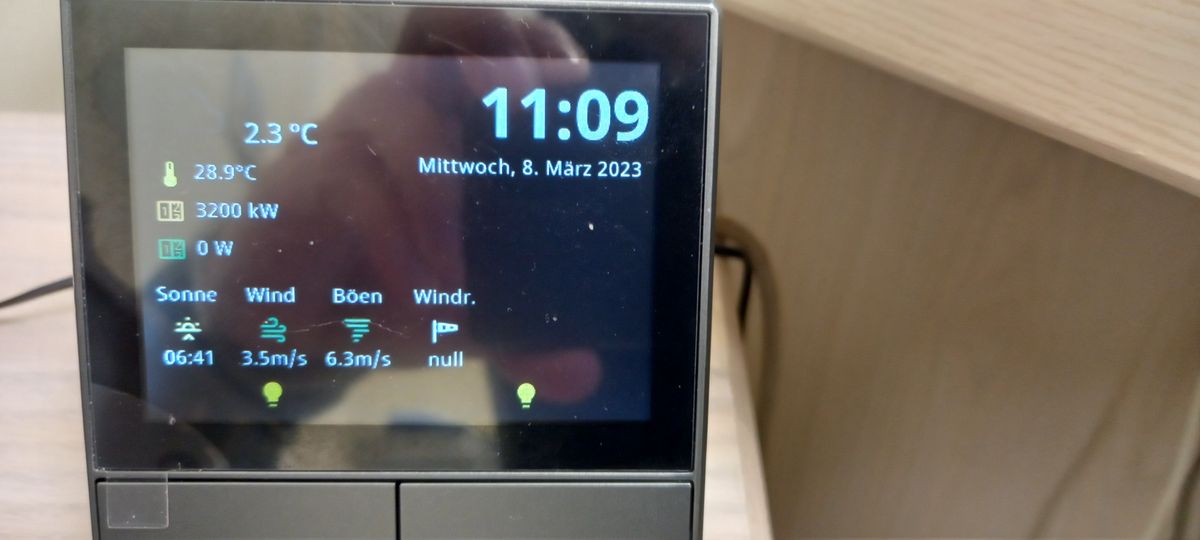 11:09
2.3 °C
Mittwoch, 8. März 2023
28.9°C
3200 kW
0 W
Sonne Wind Böen Windr.
06:41 3.5m/s 6.3m/s null